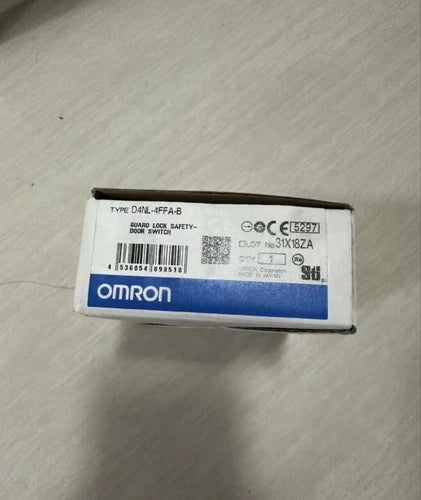 TYPE D4NL-4FFA-B
GUARD LOCK SAFETY-
DOOR SWITCH
4 536854 898518
OMRON
CE 5297
LOT No.31X18ZA
QTY 1
OMRON Corporation
MADE IN JAPAN